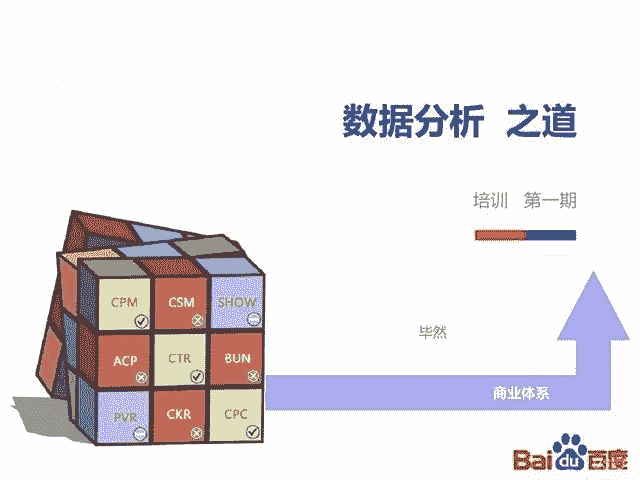 数据分析 之道
培训 第一期
CPM CSM SHOW
ACP CTR BUN
PVR CKR CPC
毕然
商业体系
Bai du 百度